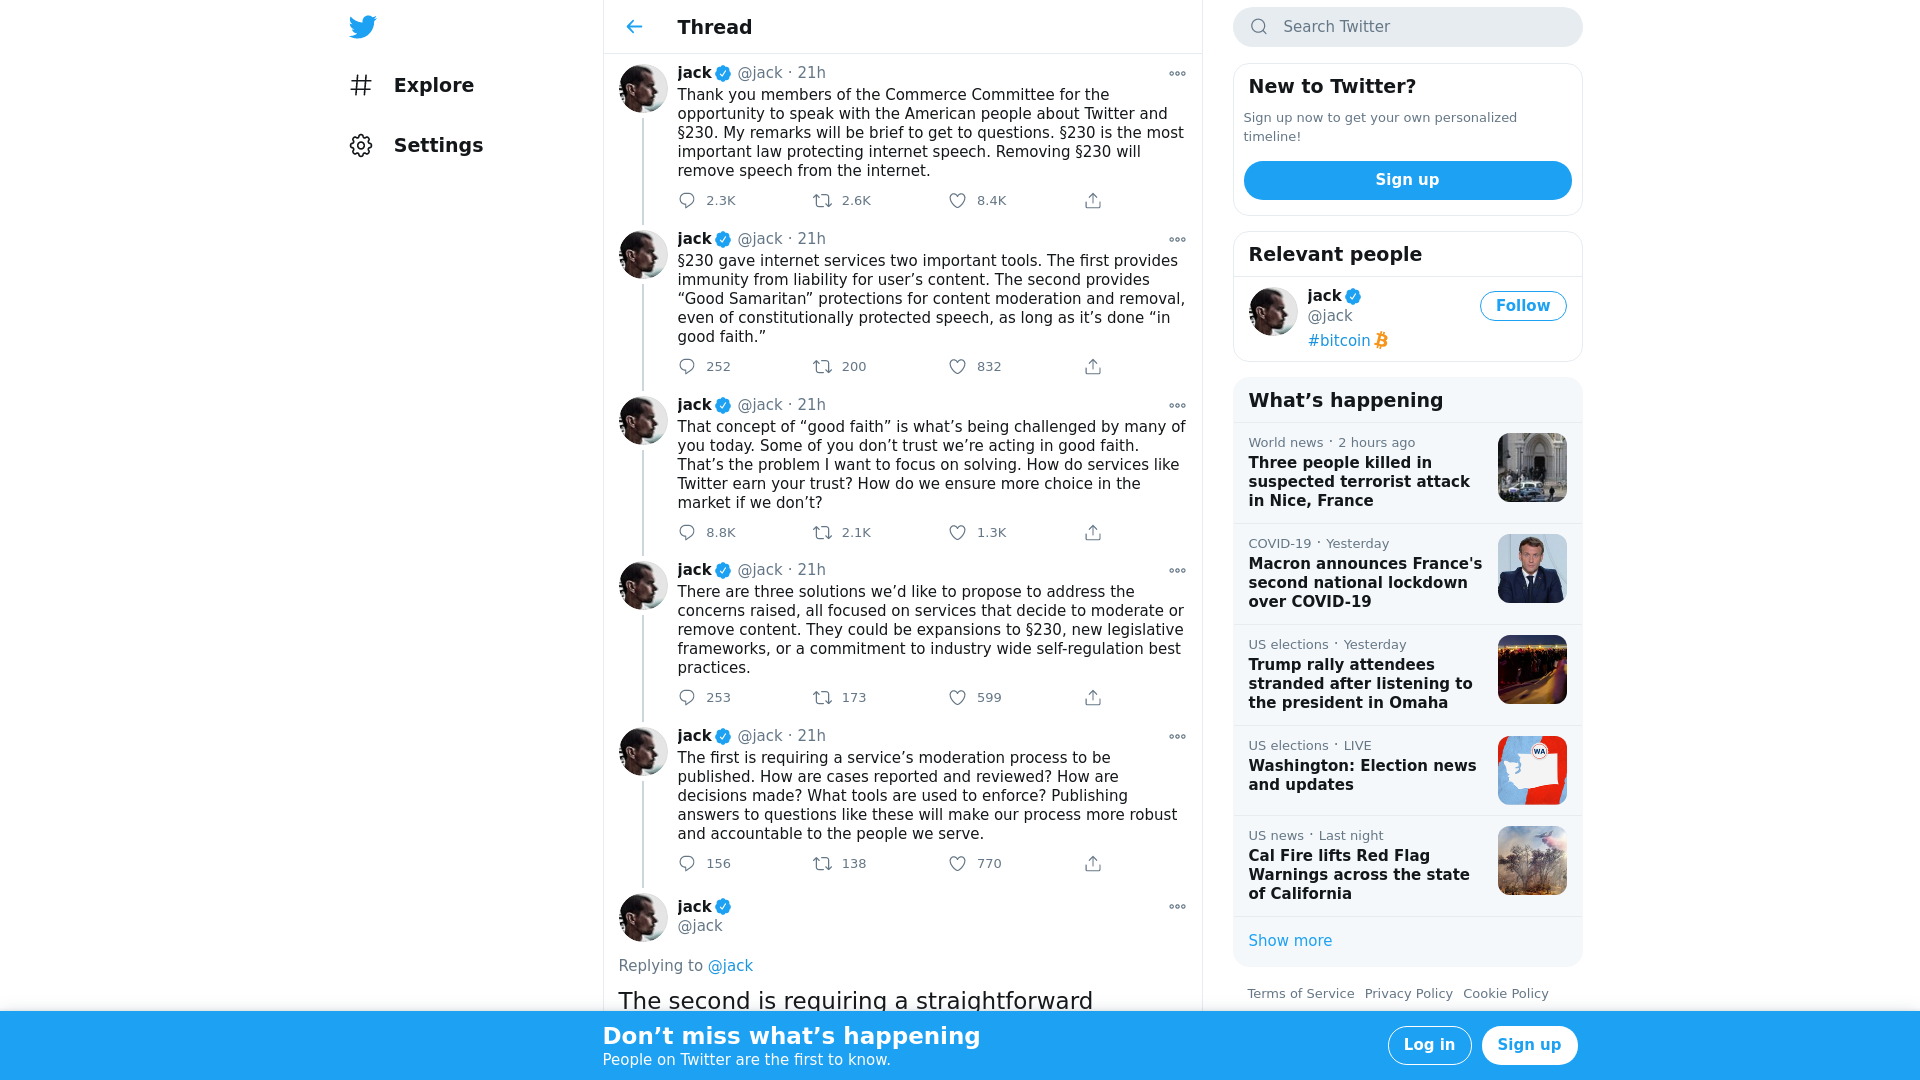 Explore
Settings
Thread
jack @jack · 21h
Thank you members of the Commerce Committee for the
opportunity to speak with the American people about Twitter and
§230. My remarks will be brief to get to questions. §230 is the most
important law protecting internet speech. Removing §230 will
remove speech from the internet.
2.3K 2.6K 8.4K
jack @jack · 21h
§230 gave internet services two important tools. The first provides
immunity from liability for user’s content. The second provides
“Good Samaritan” protections for content moderation and removal,
even of constitutionally protected speech, as long as it’s done “in
good faith.”
252 200 832
jack @jack · 21h
That concept of “good faith” is what’s being challenged by many of
you today. Some of you don’t trust we’re acting in good faith.
That’s the problem I want to focus on solving. How do services like
Twitter earn your trust? How do we ensure more choice in the
market if we don’t?
8.8K 2.1K 1.3K
jack @jack · 21h
There are three solutions we’d like to propose to address the
concerns raised, all focused on services that decide to moderate or
remove content. They could be expansions to §230, new legislative
frameworks, or a commitment to industry wide self-regulation best
practices.
253 173 599
jack @jack · 21h
The first is requiring a service’s moderation process to be
published. How are cases reported and reviewed? How are
decisions made? What tools are used to enforce? Publishing
answers to questions like these will make our process more robust
and accountable to the people we serve.
156 138 770
jack
@jack
Replying to @jack
The second is requiring a straightforward
Search Twitter
New to Twitter?
Sign up now to get your own personalized
timeline!
Sign up
Relevant people
jack
@jack
Follow
#bitcoin
What’s happening
World news · 2 hours ago
Three people killed in
suspected terrorist attack
in Nice, France
COVID-19 · Yesterday
Macron announces France's
second national lockdown
over COVID-19
US elections · Yesterday
Trump rally attendees
stranded after listening to
the president in Omaha
US elections · LIVE
Washington: Election news
and updates
WA
US news · Last night
Cal Fire lifts Red Flag
Warnings across the state
of California
Show more
Terms of Service Privacy Policy Cookie Policy
Don’t miss what’s happening
People on Twitter are the first to know.
Log in
Sign up